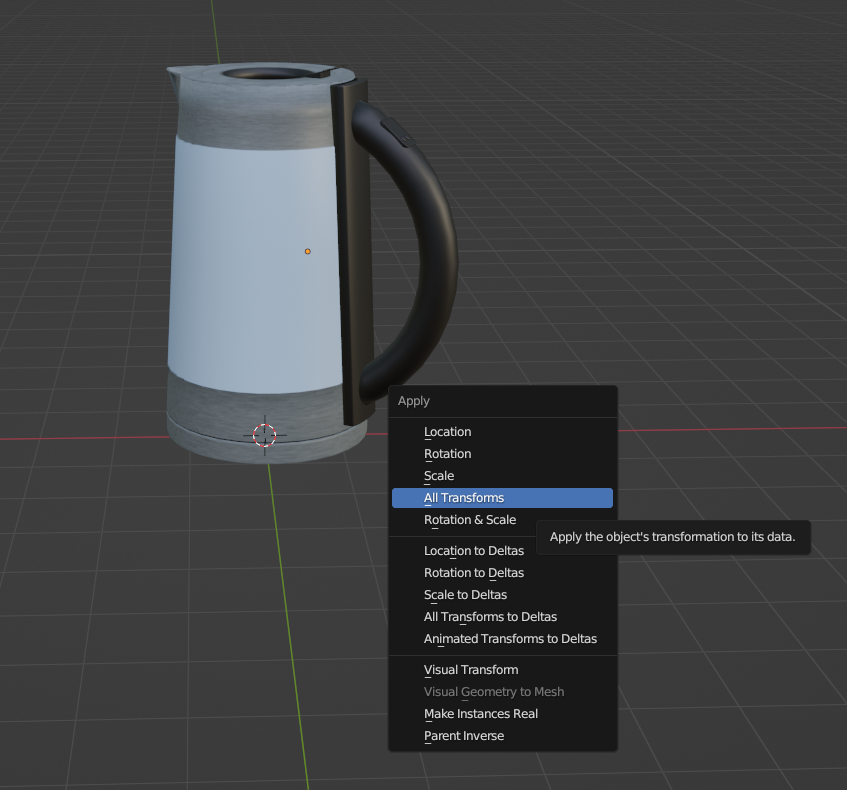 Apply
Location
Rotation
Scale
All Transforms
Rotation & Scale
Apply the object's transformation to its data.
Location to Deltas
Rotation to Deltas
Scale to Deltas
All Transforms to Deltas
Animated Transforms to Deltas
Visual Transform
Visual Geometry to Mesh
Make Instances Real
Parent Inverse